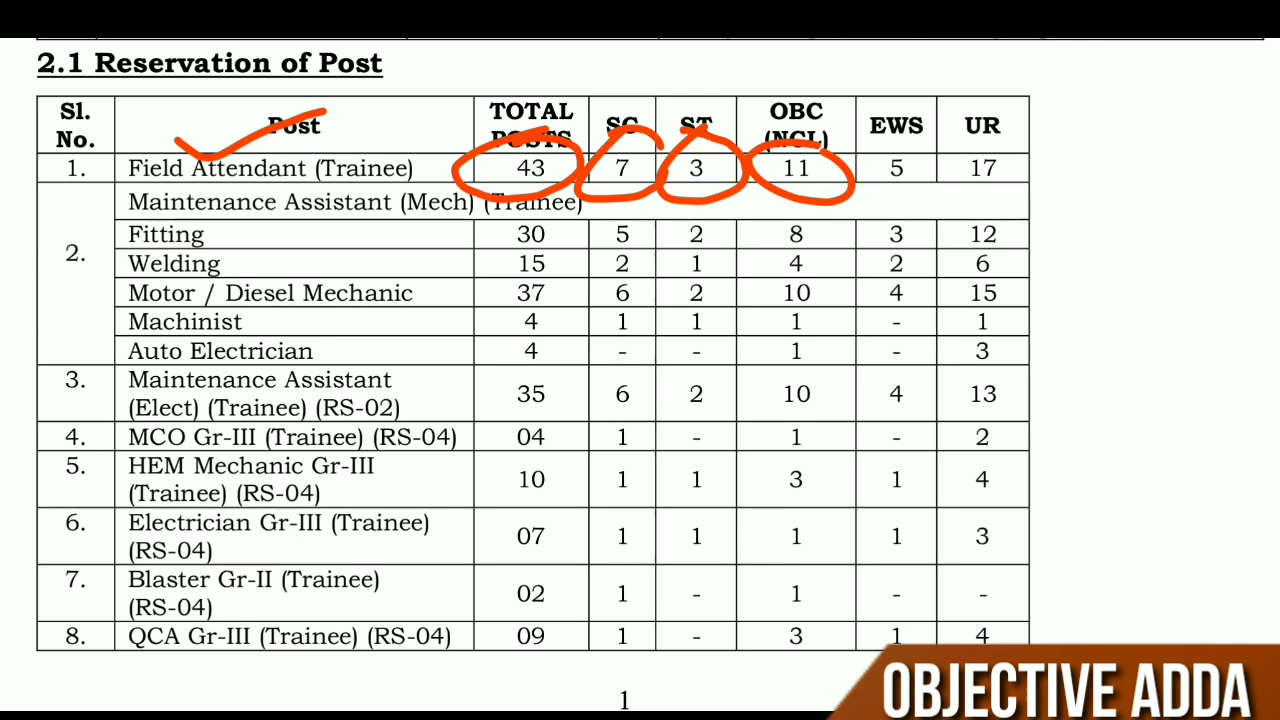 2.1 Reservation of Post
Sl. No. Post TOTAL POSTS SC ST OBC (NCL) EWS UR
1. Field Attendant (Trainee) 43 7 3 11 5 17
2. Maintenance Assistant (Mech) (Trainee)
Fitting 30 5 2 8 3 12
Welding 15 2 1 4 2 6
Motor / Diesel Mechanic 37 6 2 10 4 15
Machinist 4 1 1 1 - 1
Auto Electrician 4 - - 1 - 3
3. Maintenance Assistant (Elect) (Trainee) (RS-02) 35 6 2 10 4 13
4. MCO Gr-III (Trainee) (RS-04) 04 1 - 1 - 2
5. HEM Mechanic Gr-III (Trainee) (RS-04) 10 1 1 3 1 4
6. Electrician Gr-III (Trainee) (RS-04) 07 1 1 1 1 3
7. Blaster Gr-II (Trainee) (RS-04) 02 1 - 1 - -
8. QCA Gr-III (Trainee) (RS-04) 09 1 - 3 1 4
1
OBJECTIVE ADDA